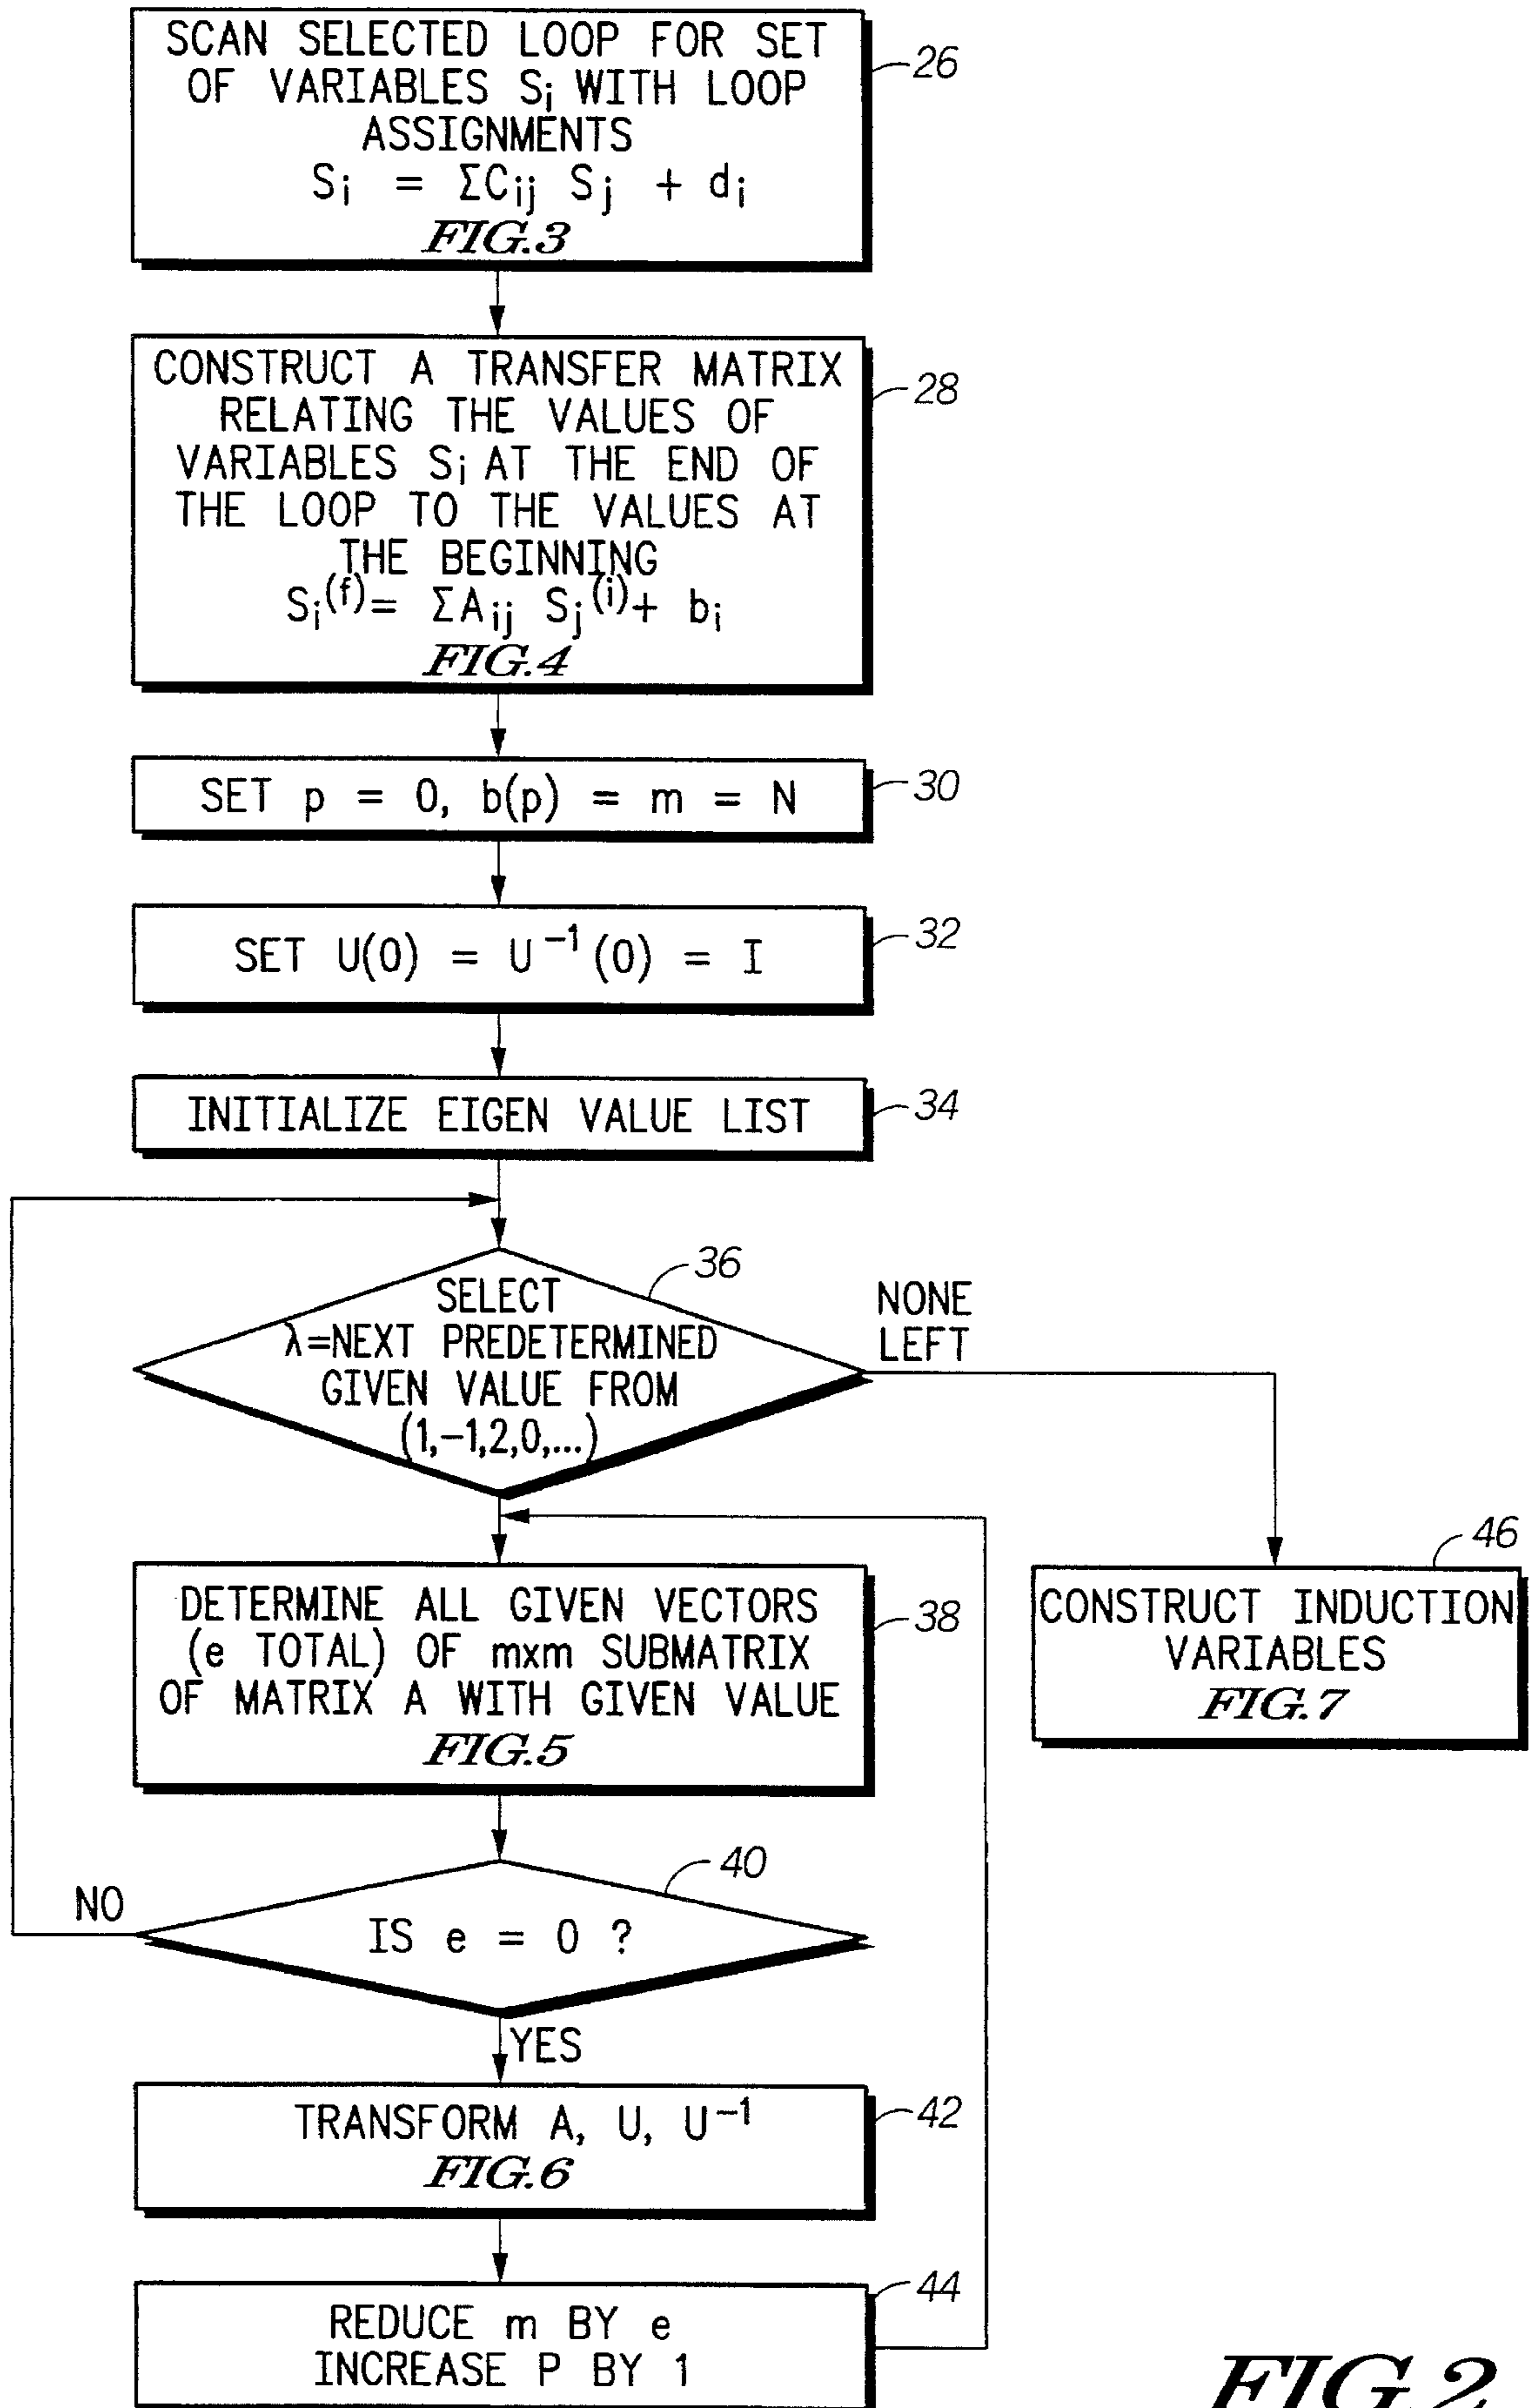 SCAN SELECTED LOOP FOR SET
OF VARIABLES Si WITH LOOP
ASSIGNMENTS
Si = ΣCij Sj + di
FIG.3
26
CONSTRUCT A TRANSFER MATRIX
RELATING THE VALUES OF
VARIABLES Si AT THE END OF
THE LOOP TO THE VALUES AT
THE BEGINNING
Si(f)= ΣAij Sj(i)+ bi
FIG.4
28
SET p = 0, b(p) = m = N
30
SET U(0) = U⁻¹(0) = I
32
INITIALIZE EIGEN VALUE LIST
34
36
SELECT
λ=NEXT PREDETERMINED
GIVEN VALUE FROM
(1,-1,2,0,...)
NONE
LEFT
46
CONSTRUCT INDUCTION
VARIABLES
FIG.7
DETERMINE ALL GIVEN VECTORS
(e TOTAL) OF mxm SUBMATRIX
OF MATRIX A WITH GIVEN VALUE
FIG.5
38
40
NO
IS e = 0 ?
YES
TRANSFORM A, U, U⁻¹
FIG.6
42
REDUCE m BY e
INCREASE P BY 1
44
FIG.2